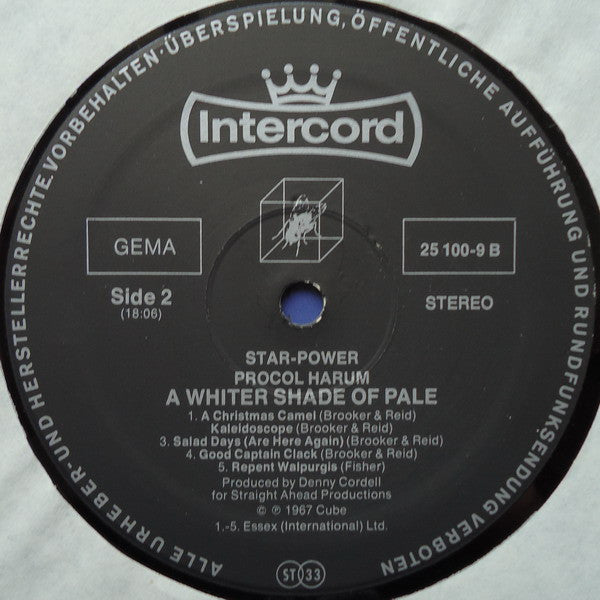 ALLE URHEBER- UND HERSTELLERRECHTE VORBEHALTEN·ÜBERSPIELUNG, ÖFFENTLICHE AUFFÜHRUNG UND RUNDFUNKSENDUNG VERBOTEN
Intercord
GEMA
25 100-9 B
Side 2
(18:06)
STEREO
STAR-POWER
PROCOL HARUM
A WHITER SHADE OF PALE
1. A Christmas Camel (Brooker & Reid)
Kaleidoscope (Brooker & Reid)
3. Salad Days (Are Here Again) (Brooker & Reid)
4. Good Captain Clack (Brooker & Reid)
5. Repent Walpurgis (Fisher)
Produced by Denny Cordell
for Straight Ahead Productions
© ℗ 1967 Cube
1.-5. Essex (International) Ltd.
ST 33